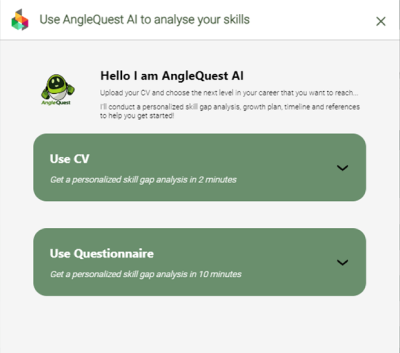 Use AngleQuest AI to analyse your skills
Hello I am AngleQuest AI
Upload your CV and choose the next level in your career that you want to reach...
I'll conduct a personalized skill gap analysis, growth plan, timeline and references
to help you get started!
AngleQuest
Use CV
Get a personalized skill gap analysis in 2 minutes
Use Questionnaire
Get a personalized skill gap analysis in 10 minutes